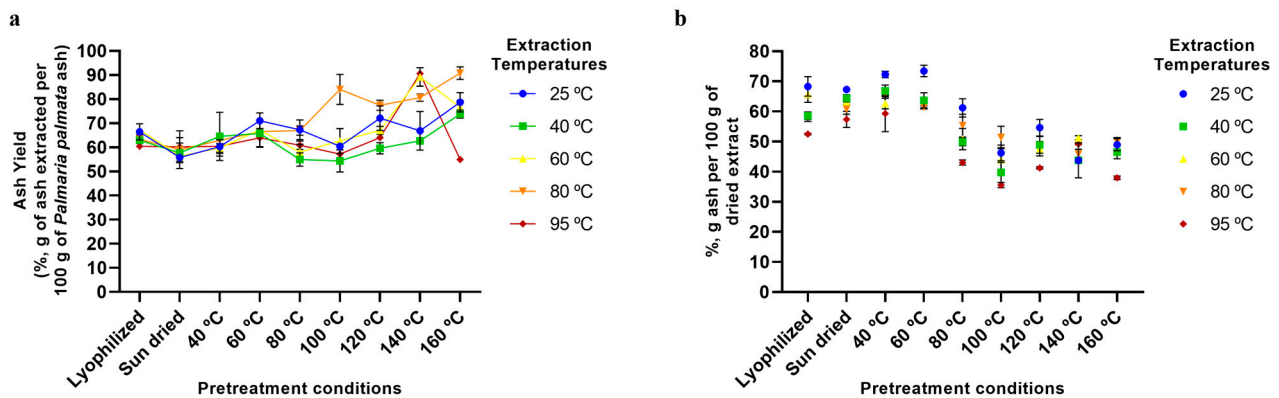 a
Ash Yield
(%, g of ash extracted per
100 g of Palmaria palmata ash)
100
90
80
70
60
50
40
30
20
10
0
Lyophilized
Sun dried
40 ºC
60 ºC
80 ºC
100 ºC
120 ºC
140 ºC
160 ºC
Pretreatment conditions
Extraction
Temperatures
25 ºC
40 ºC
60 ºC
80 ºC
95 ºC
b
%, g ash per 100 g of
dried extract
80
70
60
50
40
30
20
10
0
Lyophilized
Sun dried
40 ºC
60 ºC
80 ºC
100 ºC
120 ºC
140 ºC
160 ºC
Pretreatment conditions
Extraction
Temperatures
25 ºC
40 ºC
60 ºC
80 ºC
95 ºC